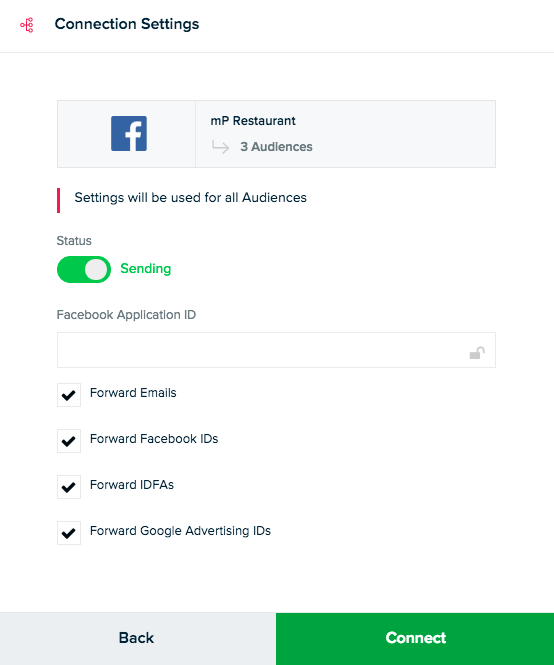 Connection Settings
mP Restaurant
3 Audiences
Settings will be used for all Audiences
Status
Sending
Facebook Application ID
Forward Emails
Forward Facebook IDs
Forward IDFAs
Forward Google Advertising IDs
Back
Connect